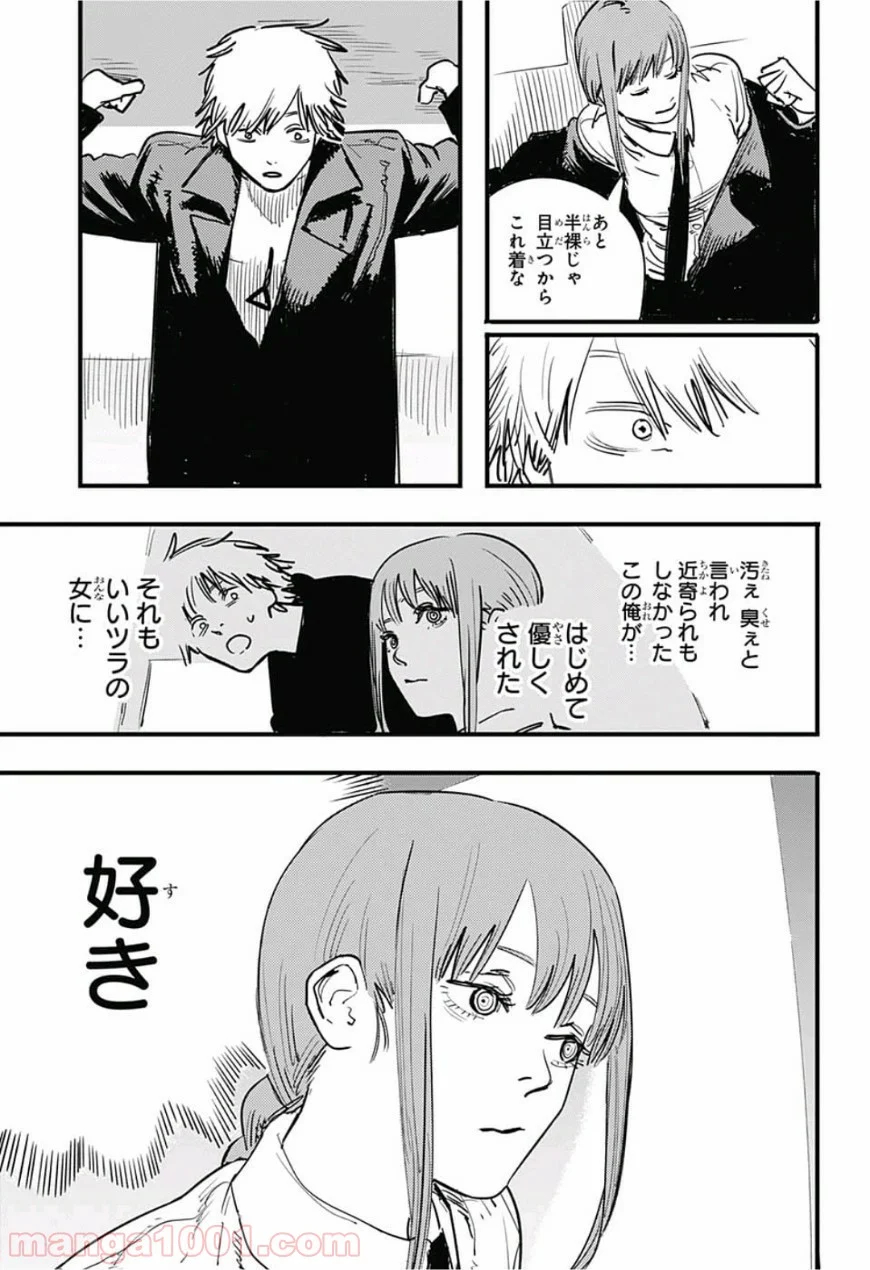 あと
半裸じゃ
目立つから
これ着な
汚ぇ 臭ぇと
言われ
近寄られも
しなかった
この俺が…
はじめて
優しく
された
それも
いいツラの
女に…
好き
manga1001.com